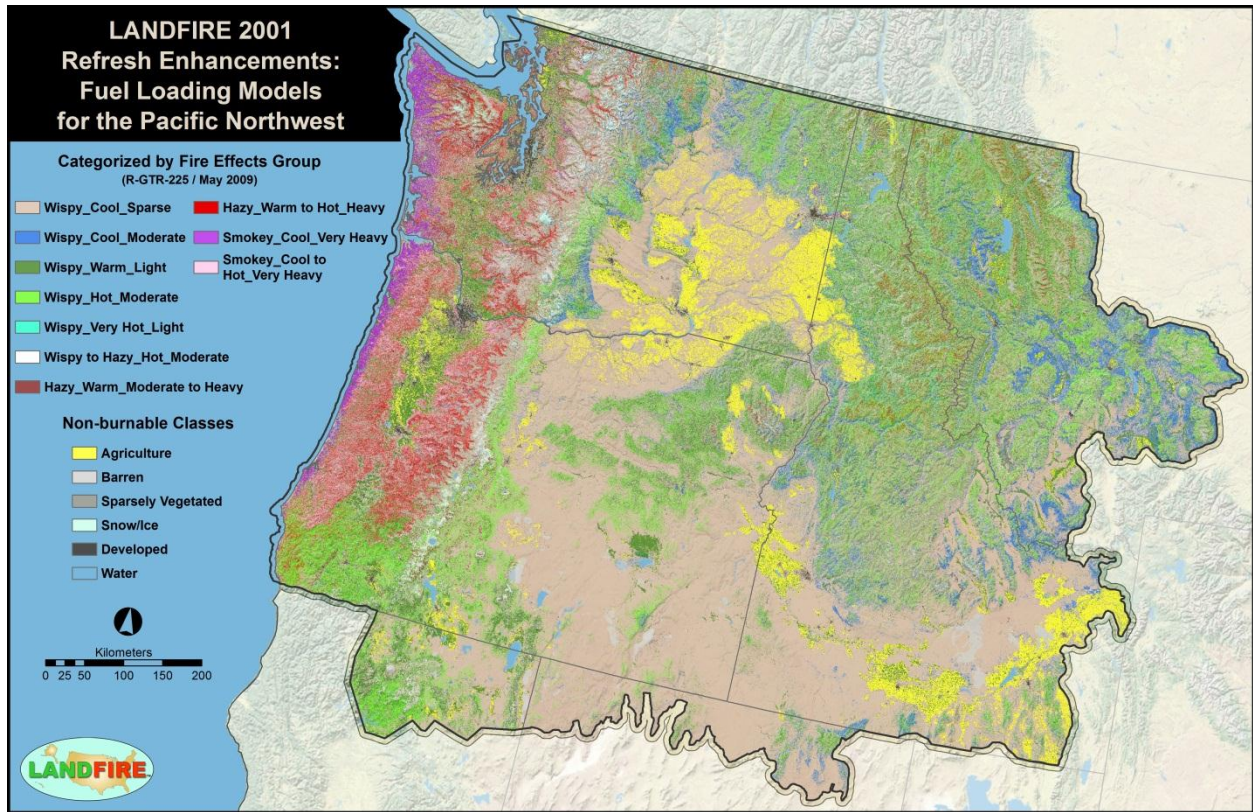 LANDFIRE 2001
Refresh Enhancements:
Fuel Loading Models
for the Pacific Northwest
Categorized by Fire Effects Group
(R-GTR-225 / May 2009)
Wispy_Cool_Sparse
Wispy_Cool_Moderate
Wispy_Warm_Light
Wispy_Hot_Moderate
Wispy_Very Hot_Light
Wispy to Hazy_Hot_Moderate
Hazy_Warm_Moderate to Heavy
Hazy_Warm to Hot_Heavy
Smokey_Cool_Very Heavy
Smokey_Cool to
Hot_Very Heavy
Non-burnable Classes
Agriculture
Barren
Sparsely Vegetated
Snow/Ice
Developed
Water
Kilometers
0 25 50 100 150 200
LANDFIRE